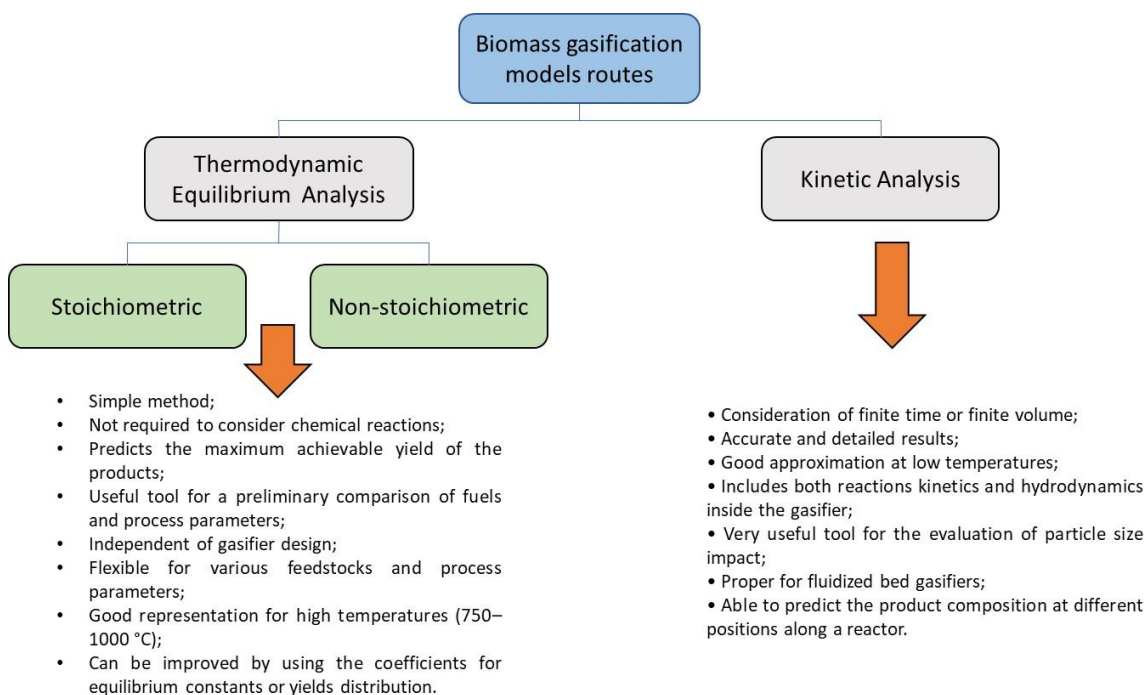 Biomass gasification
models routes
Thermodynamic
Equilibrium Analysis
Kinetic Analysis
Stoichiometric
Non-stoichiometric
• Simple method;
• Not required to consider chemical reactions;
• Predicts the maximum achievable yield of the
products;
• Useful tool for a preliminary comparison of fuels
and process parameters;
• Independent of gasifier design;
• Flexible for various feedstocks and process
parameters;
• Good representation for high temperatures (750–
1000 °C);
• Can be improved by using the coefficients for
equilibrium constants or yields distribution.
• Consideration of finite time or finite volume;
• Accurate and detailed results;
• Good approximation at low temperatures;
• Includes both reactions kinetics and hydrodynamics
inside the gasifier;
• Very useful tool for the evaluation of particle size
impact;
• Proper for fluidized bed gasifiers;
• Able to predict the product composition at different
positions along a reactor.